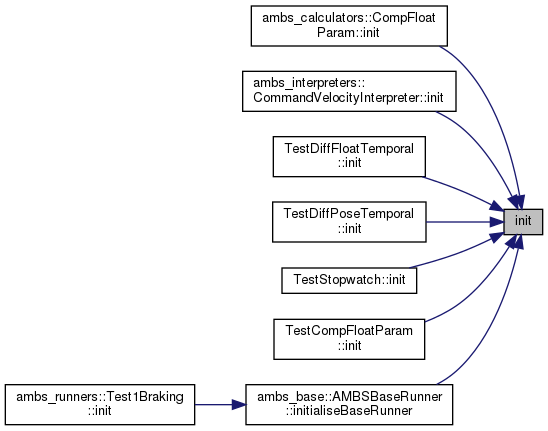 ambs_calculators::CompFloat
Param::init
ambs_interpreters::
CommandVelocityInterpreter::init
TestDiffFloatTemporal
::init
TestDiffPoseTemporal
::init
init
TestStopwatch::init
TestCompFloatParam
::init
ambs_runners::Test1Braking
::init
ambs_base::AMBSBaseRunner
::initialiseBaseRunner